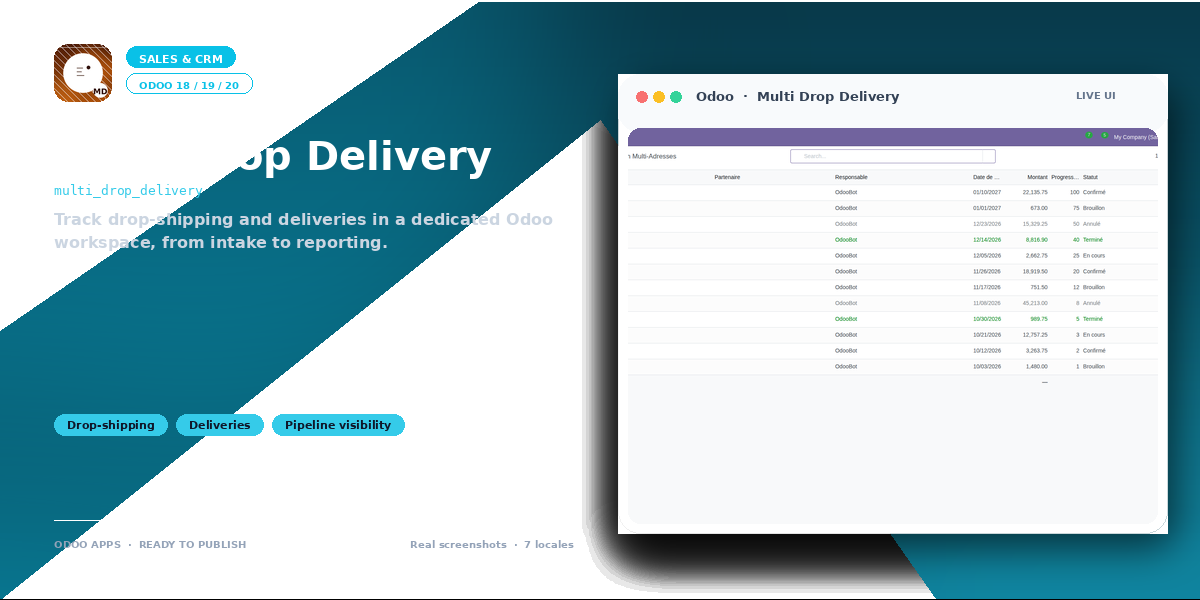 MD
SALES & CRM
ODOO 18 / 19 / 20
op Delivery
multi_drop_delivery
Track drop-shipping and deliveries in a dedicated Odoo
workspace, from intake to reporting.
Drop-shipping
Deliveries
Pipeline visibility
ODOO APPS · READY TO PUBLISH
Real screenshots · 7 locales
Odoo · Multi Drop Delivery
LIVE UI
My Company (Sa
n Multi-Adresses
Search...
1
Partenaire Responsable Date de ... Montant Progress... Statut
OdooBot 01/10/2027 22,135.75 100 Confirmé
OdooBot 01/01/2027 673.00 75 Brouillon
OdooBot 12/23/2026 15,329.25 50 Annulé
OdooBot 12/14/2026 8,816.90 40 Terminé
OdooBot 12/05/2026 2,662.75 25 En cours
OdooBot 11/26/2026 18,919.50 20 Confirmé
OdooBot 11/17/2026 751.50 12 Brouillon
OdooBot 11/08/2026 45,213.00 8 Annulé
OdooBot 10/30/2026 989.75 5 Terminé
OdooBot 10/21/2026 12,757.25 3 En cours
OdooBot 10/12/2026 3,263.75 2 Confirmé
OdooBot 10/03/2026 1,480.00 1 Brouillon
—